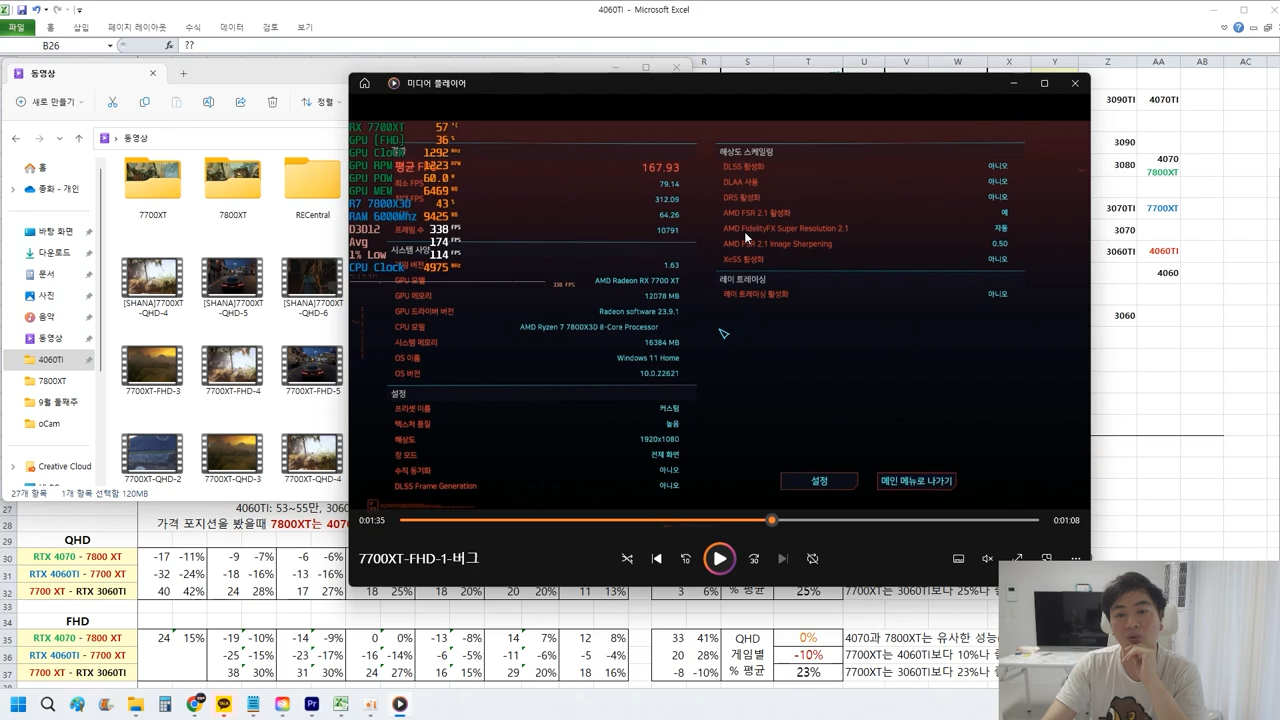 4060TI - Microsoft Excel
파일 홈 삽입 페이지 레이아웃 수식 데이터 검토 보기
B26 fx ??
동영상
새로 만들기 정렬
동영상
홈
종화 - 개인
바탕 화면
다운로드
문서
사진
음악
동영상
4060TI
7800XT
9월 둘째주
oCam
Creative Cloud
7700XT 7800XT RECentral
[SHANA]7700XT-QHD-4 [SHANA]7700XT-QHD-5 [SHANA]7700XT-QHD-6
7700XT-FHD-3 7700XT-FHD-4 7700XT-FHD-5
7700XT-QHD-2 7700XT-QHD-3 7700XT-QHD-4
27개 항목 1개 항목 선택함 120MB
미디어 플레이어
RX 7700XT 57 °C
GPU [FHD] 36 %
GPU Clock 1292 MHz
GPU RPM 1223 RPM
GPU POW 60.0 W
GPU MEM 6469 MB
R7 7800X3D 43 %
RAM 6000Mhz 9425 MB
D3D12 338 FPS
Avg 174 FPS
1% Low 114 FPS
CPU Clock 4975 MHz
338 FPS
167.93
최소 FPS 79.14
312.09
64.26
프레임 수 10791
1.63
GPU 모델 AMD Radeon RX 7700 XT
GPU 메모리 12078 MB
GPU 드라이버 버전 Radeon software 23.9.1
CPU 모델 AMD Ryzen 7 7800X3D 8-Core Processor
시스템 메모리 16384 MB
OS 이름 Windows 11 Home
OS 버전 10.0.22621
설정
프리셋 이름 커스텀
텍스처 품질 높음
해상도 1920x1080
창 모드 전체 화면
수직 동기화 아니오
DLSS Frame Generation 아니오
해상도 스케일링
DLSS 활성화 아니오
DLAA 사용 아니오
DRS 활성화 아니오
AMD FSR 2.1 활성화 예
AMD FidelityFX Super Resolution 2.1 자동
AMD FSR 2.1 Image Sharpening 0.50
XeSS 활성화 아니오
레이 트레이싱
레이 트레이싱 활성화 아니오
설정 메인 메뉴로 나가기
0:01:35 0:01:08
7700XT-FHD-1-버그
10 30
R S T U V W X Z AA AB AC
3090TI 4070TI
3090
3080 4070
7800XT
3070TI 7700XT
3060TI 4060TI
4060
3060
27 4060TI: 53~55만, 3060
28 가격 포지션을 봤을때 7800XT는 4070
QHD
30 RTX 4070 - 7800 XT -17 -11% -9 -7% -6 -6%
31 RTX 4060TI - 7700 XT -32 -24% -18 -16% -13 -16%
32 7700 XT - RTX 3060TI 40 42% 24 28% 17 27% 18 25% 18 26% 11 13% 3 6% % 평균 25% 7700XT는 3060TI보다 25%
33
34 FHD
35 RTX 4070 - 7800 XT 24 15% -19 -10% -14 -9% 0 0% -13 -8% 14 7% 12 8% 33 41% QHD 0% 4070과 7800XT는 유사한 성능
36 RTX 4060TI - 7700 XT -25 -15% -23 -17% -16 -14% -6 -5% -11 -6% -5 -4% 20 28% 게임별 -10% 7700XT는 4060TI보다 10%
37 7700 XT - RTX 3060TI 38 30% 31 30% 24 27% 16 15% 29 20% 18 16% -8 -10% % 평균 23% 7700XT는 3060TI보다 23%